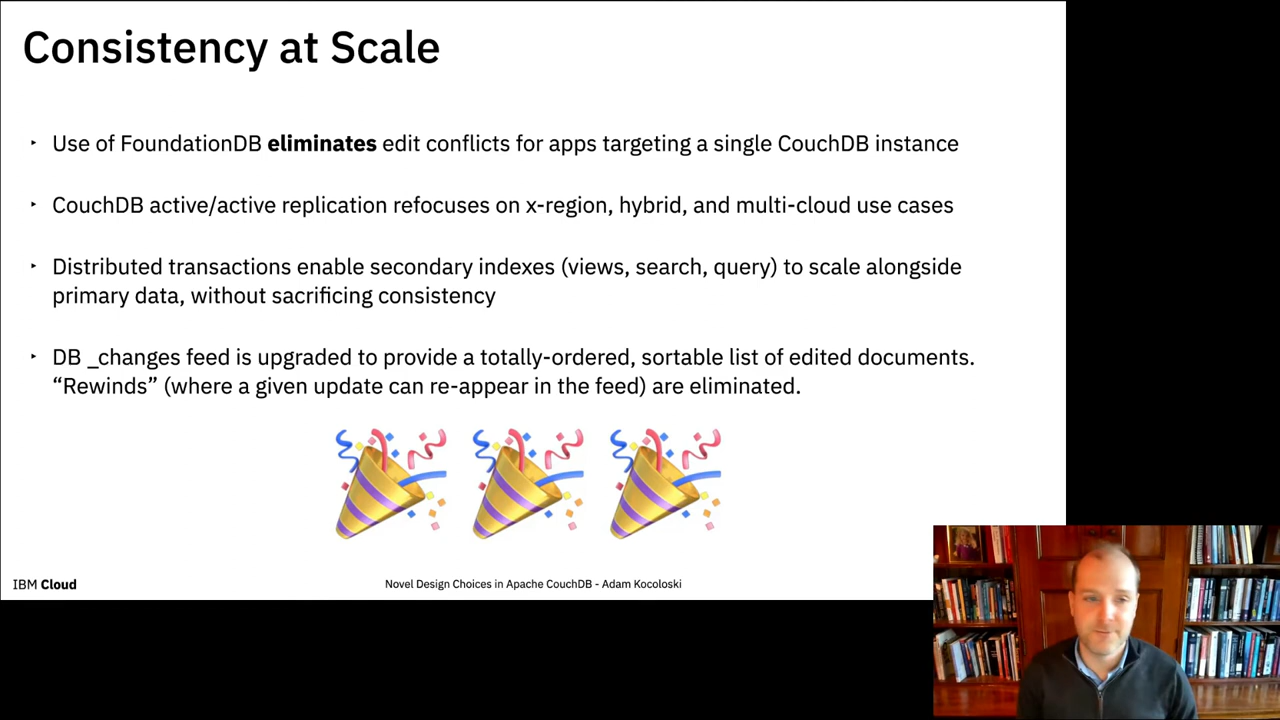 Consistency at Scale
‣ Use of FoundationDB eliminates edit conflicts for apps targeting a single CouchDB instance
‣ CouchDB active/active replication refocuses on x-region, hybrid, and multi-cloud use cases
‣ Distributed transactions enable secondary indexes (views, search, query) to scale alongside
primary data, without sacrificing consistency
‣ DB _changes feed is upgraded to provide a totally-ordered, sortable list of edited documents.
“Rewinds” (where a given update can re-appear in the feed) are eliminated.
IBM Cloud
Novel Design Choices in Apache CouchDB - Adam Kocoloski